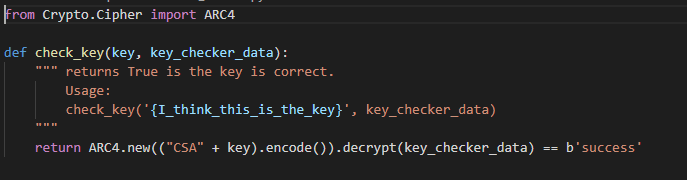 from Crypto.Cipher import ARC4
def check_key(key, key_checker_data):
""" returns True is the key is correct.
Usage:
check_key('{I_think_this_is_the_key}', key_checker_data)
"""
return ARC4.new(("CSA" + key).encode()).decrypt(key_checker_data) == b'success'